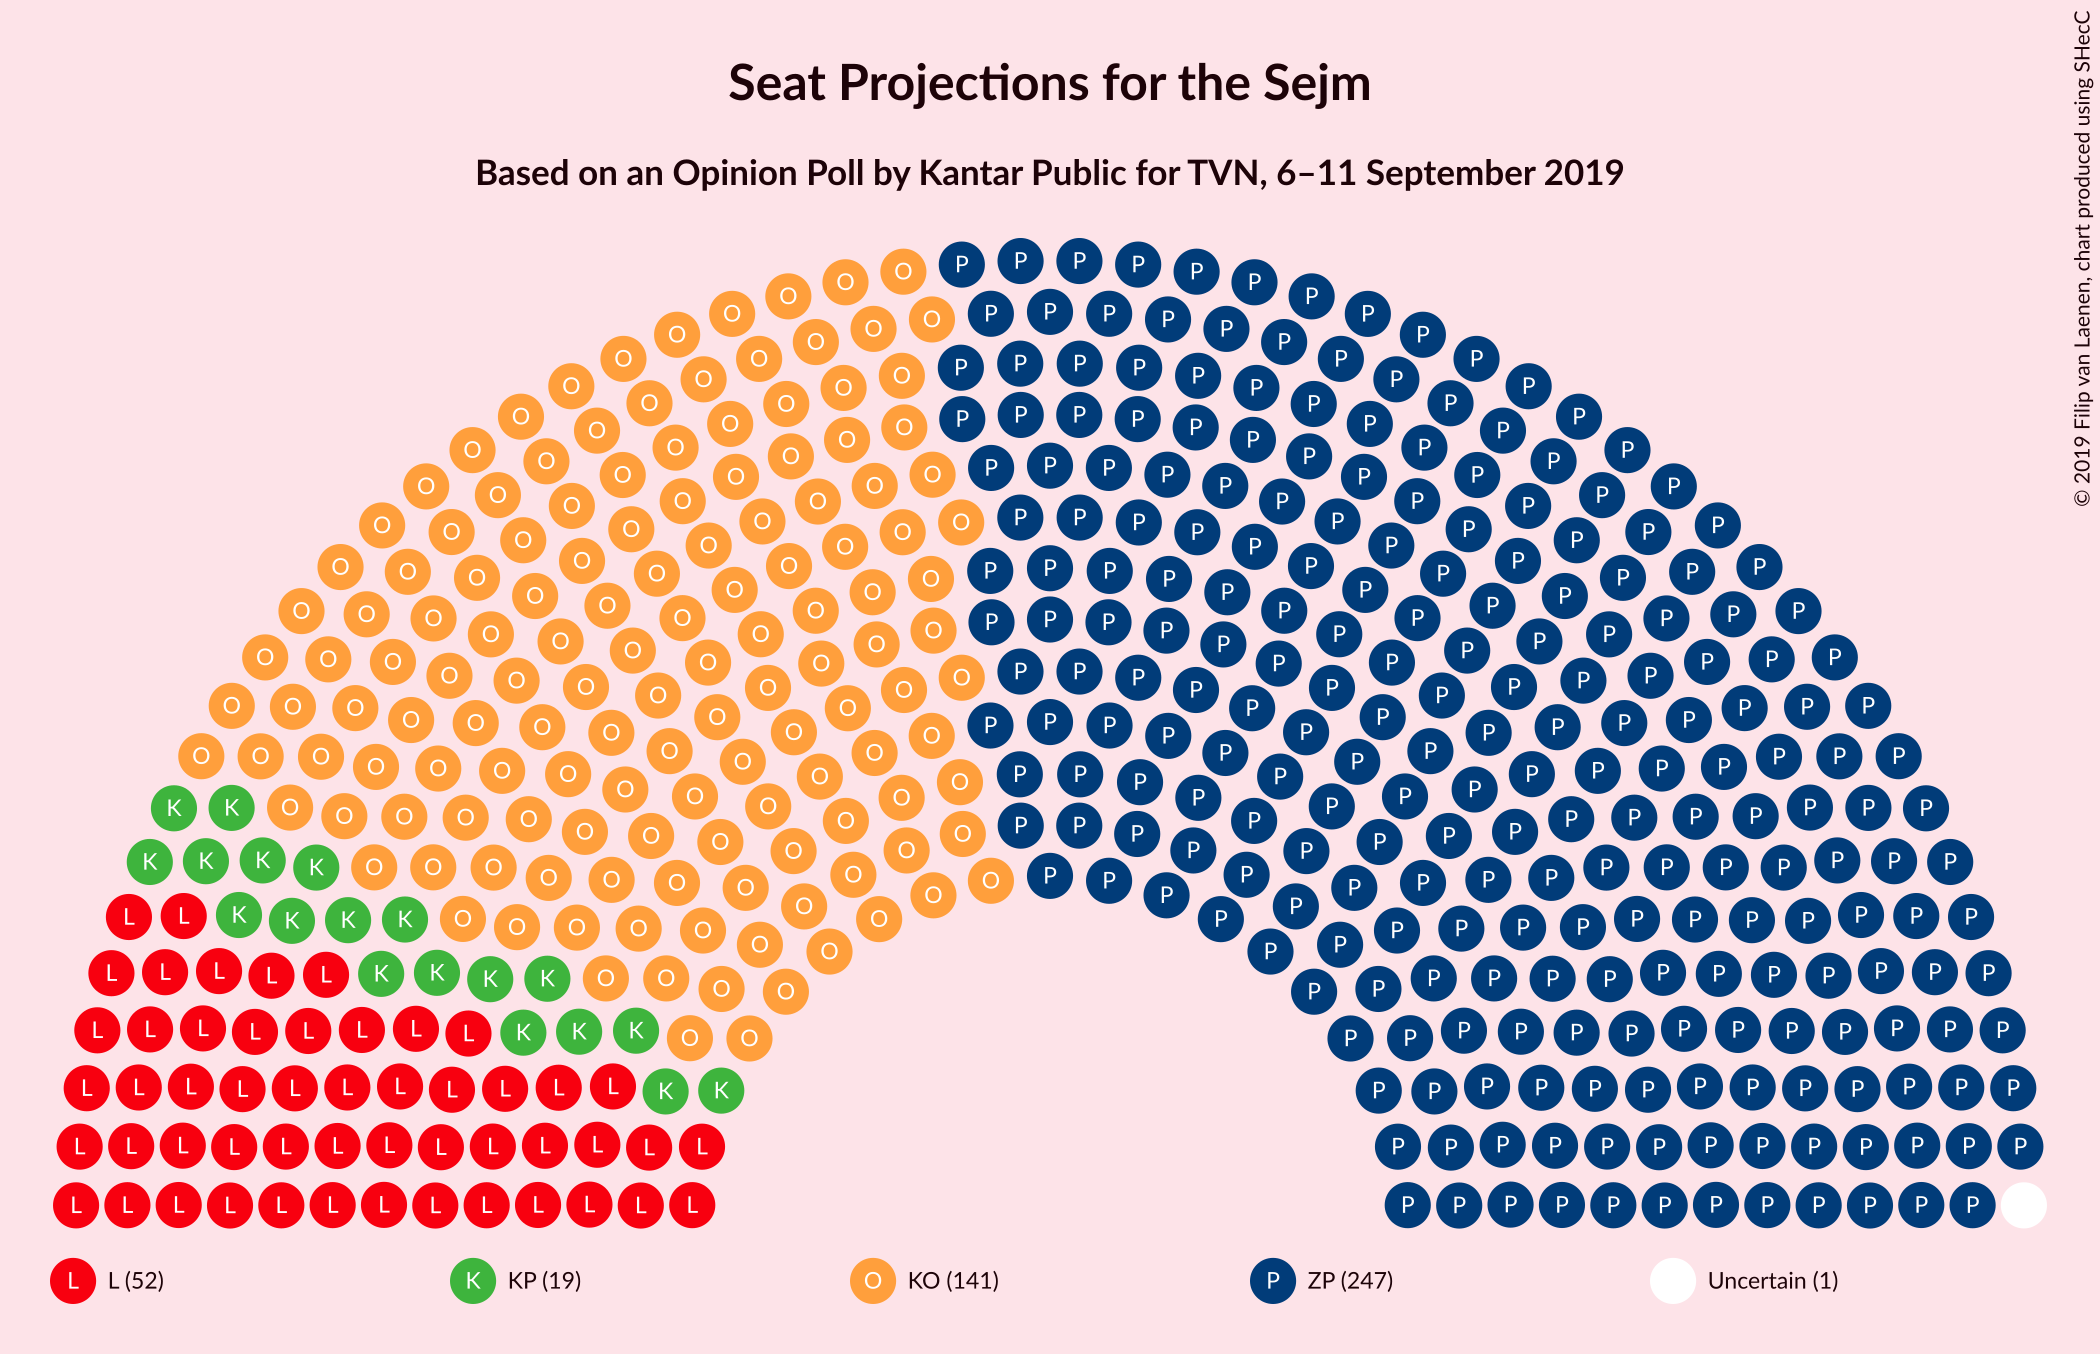 Seat Projections for the Sejm
Based on an Opinion Poll by Kantar Public for TVN, 6–11 September 2019
© 2019 Filip van Laenen, chart produced using SHecC
L L (52) K KP (19) O KO (141) P ZP (247) Uncertain (1)